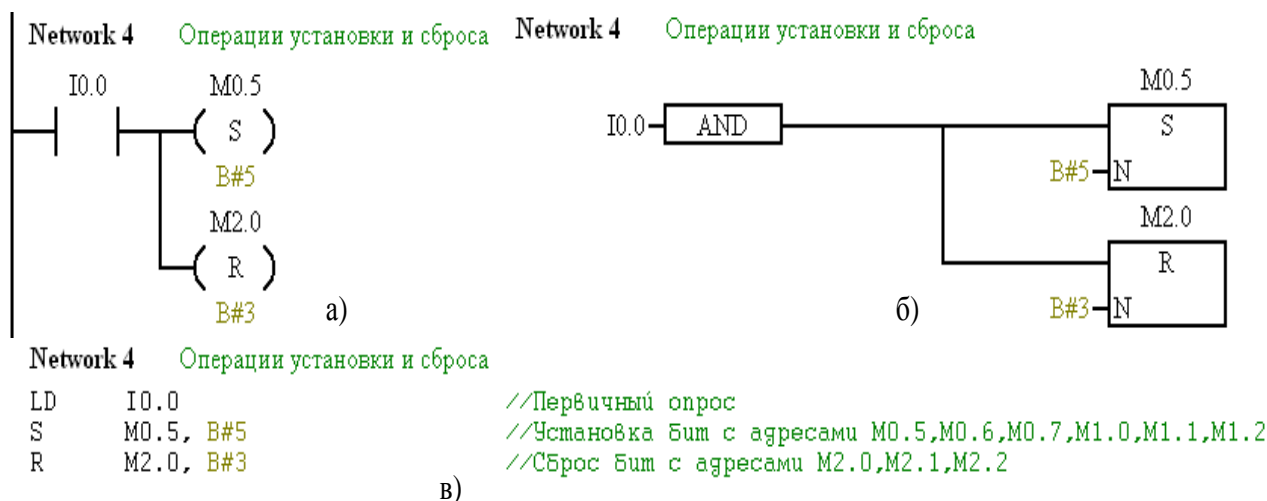 Network 4 Операции установки и сброса
I0.0
M0.5
S
B#5
M2.0
R
B#3
а)
Network 4 Операции установки и сброса
M0.5
I0.0 AND S
B#5 N
M2.0
R
B#3 N
б)
Network 4 Операции установки и сброса
LD I0.0 //Первичный опрос
S M0.5, B#5 //Установка бит с адресами M0.5,M0.6,M0.7,M1.0,M1.1,M1.2
R M2.0, B#3 //Сброс бит с адресами M2.0,M2.1,M2.2
в)